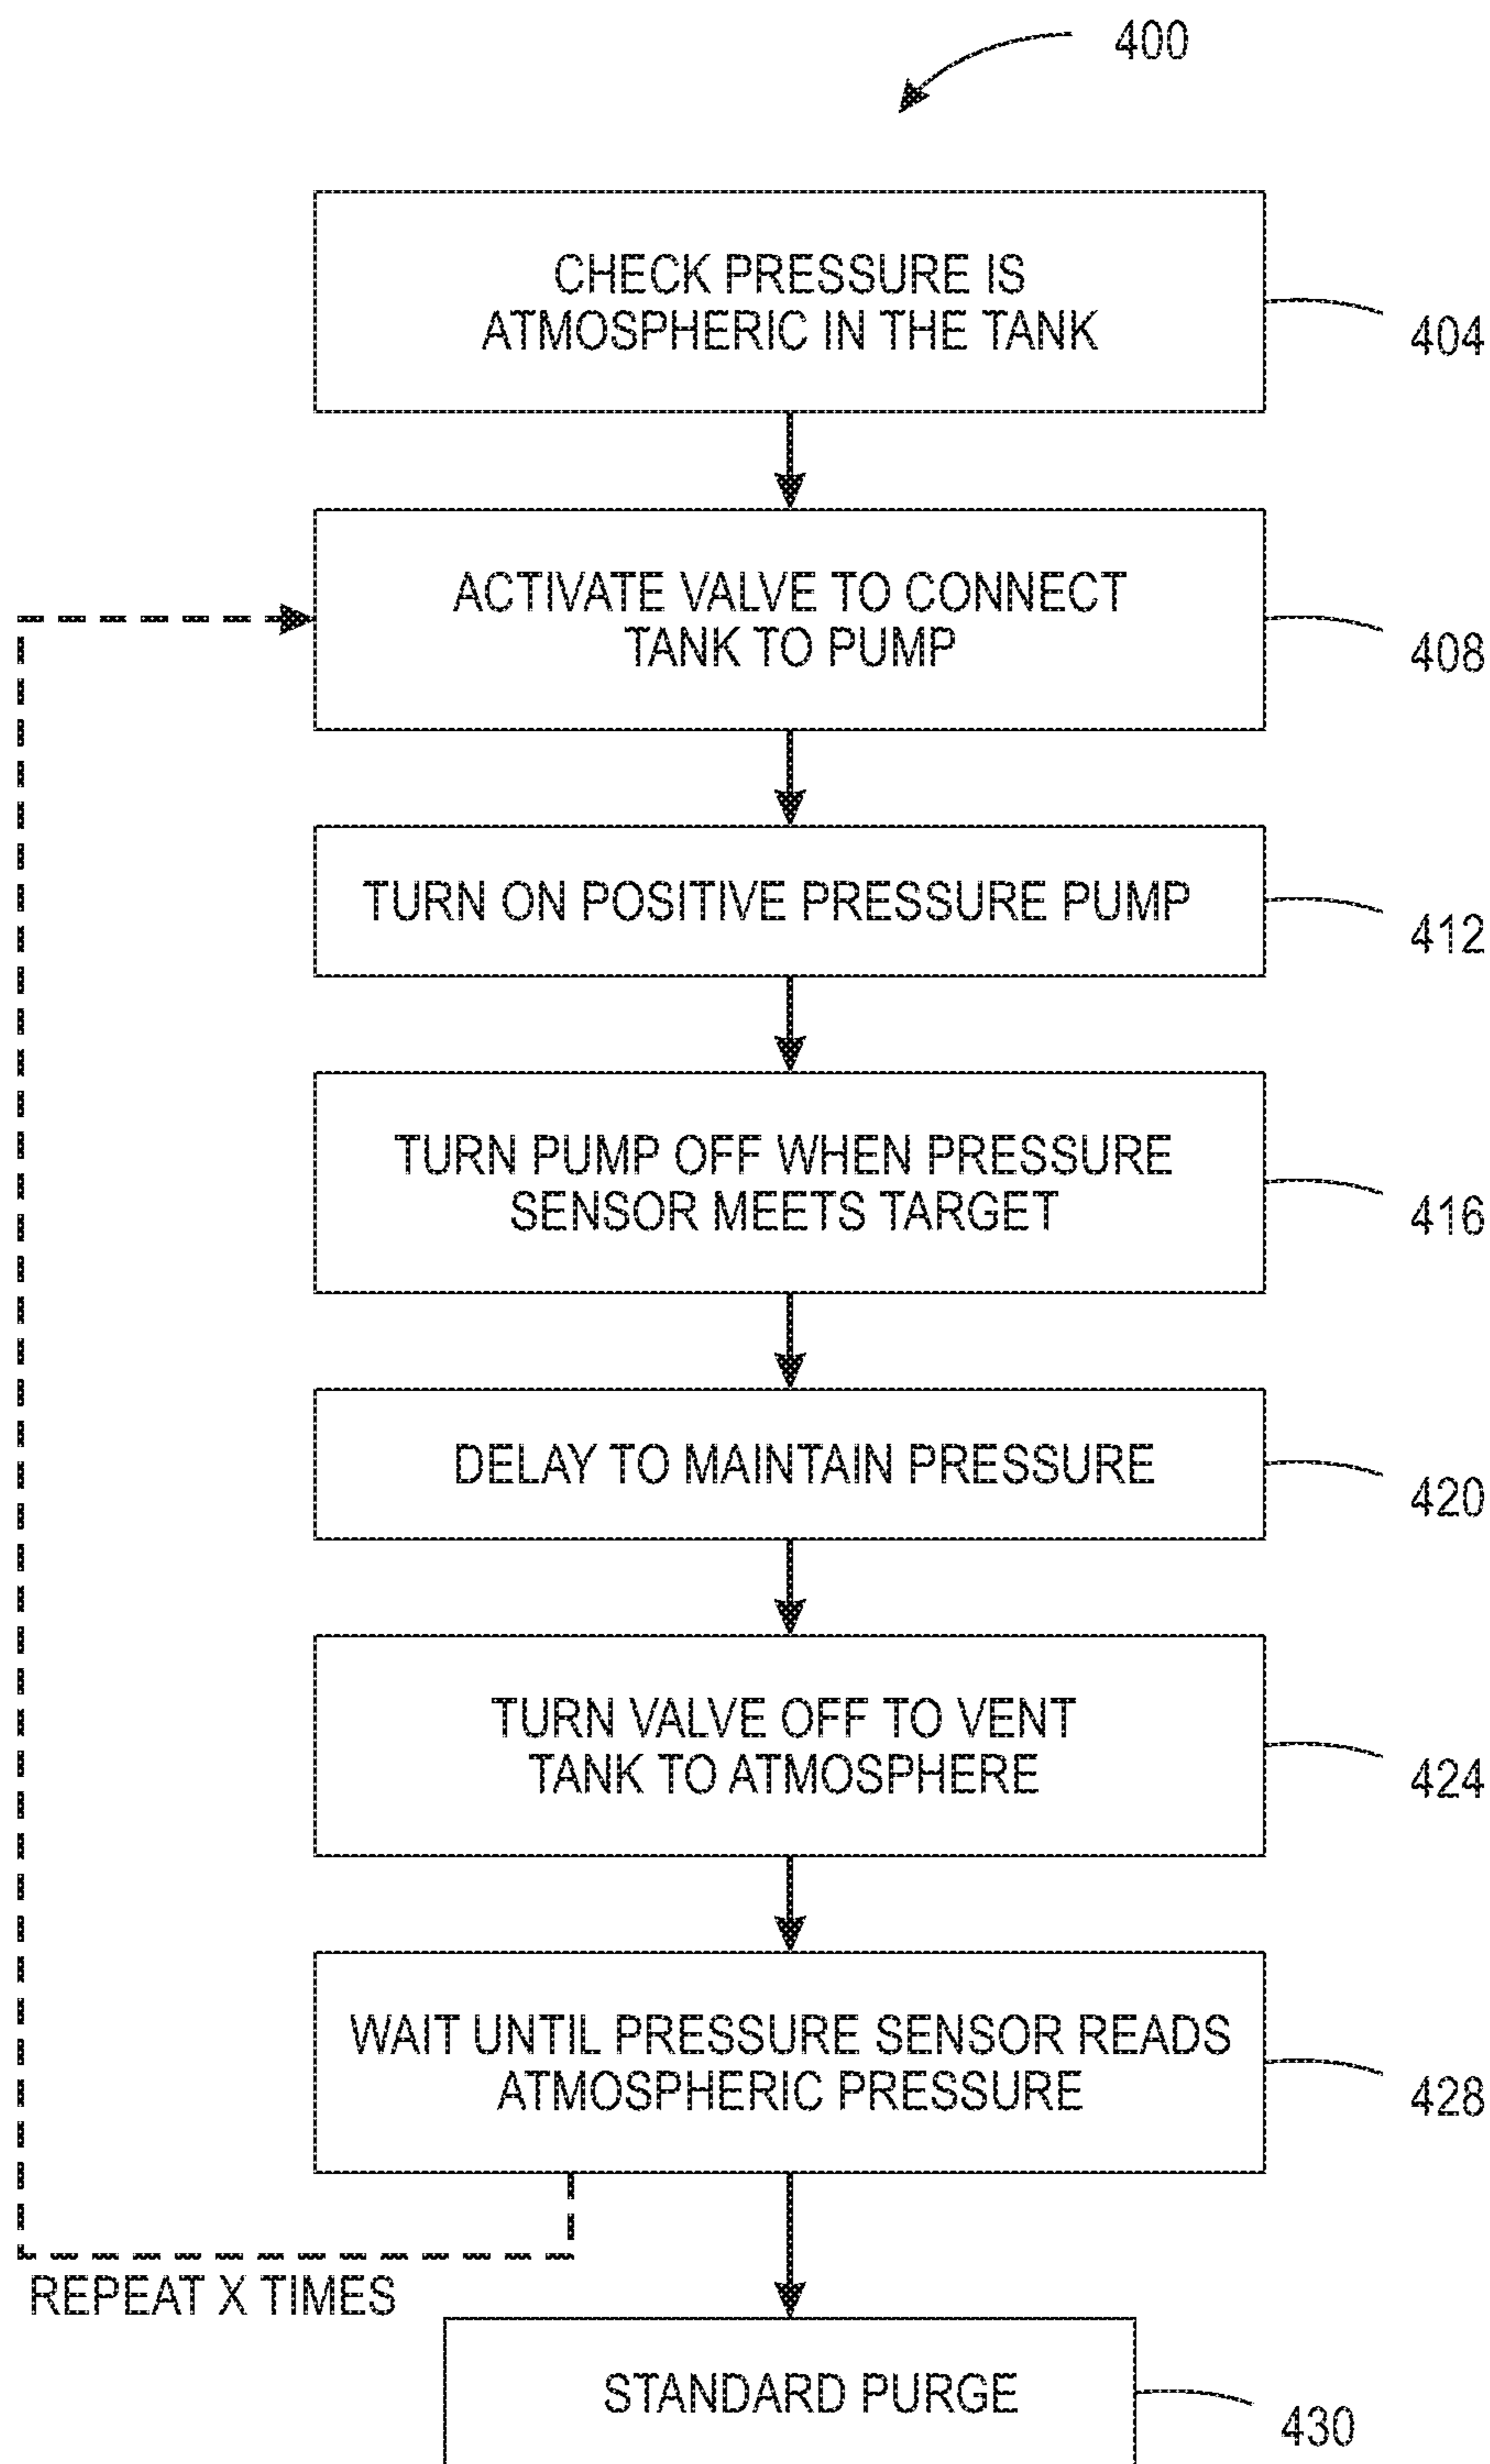 400
CHECK PRESSURE IS
ATMOSPHERIC IN THE TANK
404
ACTIVATE VALVE TO CONNECT
TANK TO PUMP
408
TURN ON POSITIVE PRESSURE PUMP
412
TURN PUMP OFF WHEN PRESSURE
SENSOR MEETS TARGET
416
DELAY TO MAINTAIN PRESSURE
420
TURN VALVE OFF TO VENT
TANK TO ATMOSPHERE
424
WAIT UNTIL PRESSURE SENSOR READS
ATMOSPHERIC PRESSURE
428
REPEAT X TIMES
STANDARD PURGE
430